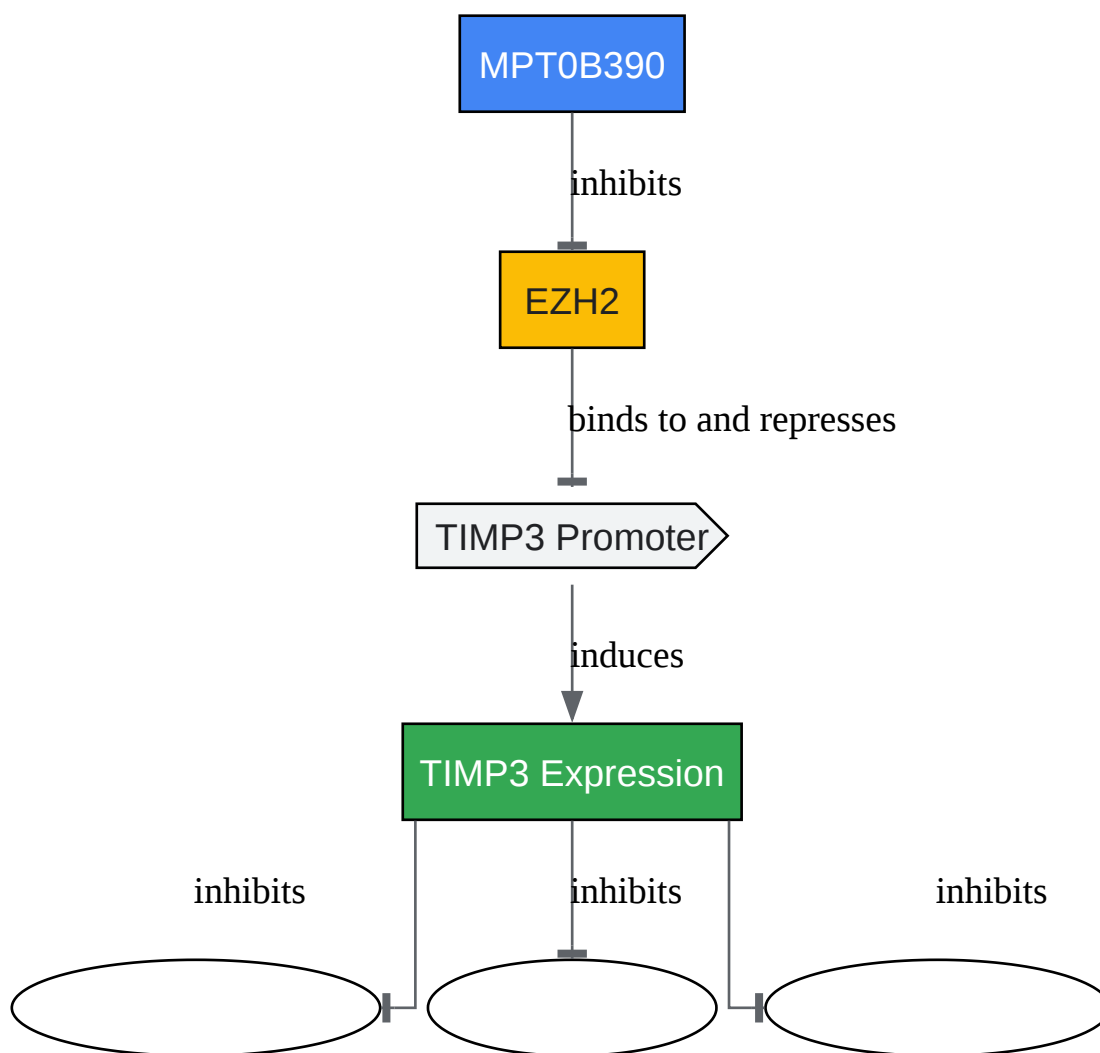 MPT0B390
inhibits
EZH2
binds to and represses
TIMP3 Promoter
induces
TIMP3 Expression
inhibits
inhibits
inhibits